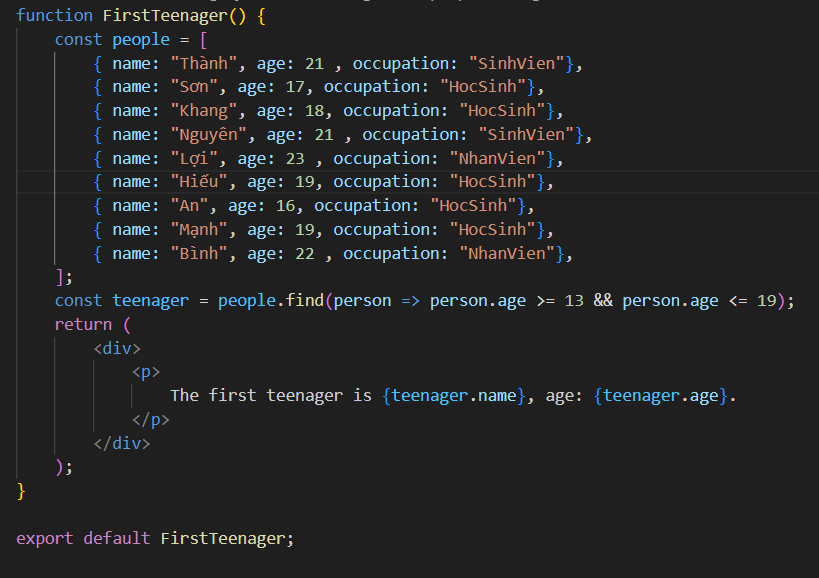 function FirstTeenager() {
    const people = [
        { name: "Thành", age: 21 , occupation: "SinhVien"},
        { name: "Sơn", age: 17, occupation: "HocSinh"},
        { name: "Khang", age: 18, occupation: "HocSinh"},
        { name: "Nguyên", age: 21 , occupation: "SinhVien"},
        { name: "Lợi", age: 23 , occupation: "NhanVien"},
        { name: "Hiếu", age: 19, occupation: "HocSinh"},
        { name: "An", age: 16, occupation: "HocSinh"},
        { name: "Mạnh", age: 19, occupation: "HocSinh"},
        { name: "Bình", age: 22 , occupation: "NhanVien"},
    ];
    const teenager = people.find(person => person.age >= 13 && person.age <= 19);
    return (
        <div>
            <p>
                The first teenager is {teenager.name}, age: {teenager.age}.
            </p>
        </div>
    );
}
export default FirstTeenager;